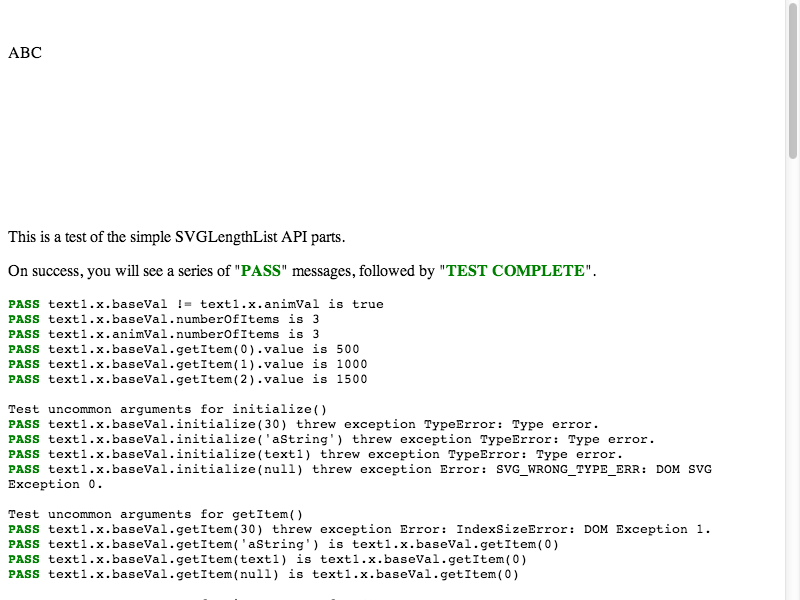 ABC
This is a test of the simple SVGLengthList API parts.
On success, you will see a series of "PASS" messages, followed by "TEST COMPLETE".
PASS text1.x.baseVal != text1.x.animVal is true
PASS text1.x.baseVal.numberOfItems is 3
PASS text1.x.animVal.numberOfItems is 3
PASS text1.x.baseVal.getItem(0).value is 500
PASS text1.x.baseVal.getItem(1).value is 1000
PASS text1.x.baseVal.getItem(2).value is 1500
Test uncommon arguments for initialize()
PASS text1.x.baseVal.initialize(30) threw exception TypeError: Type error.
PASS text1.x.baseVal.initialize('aString') threw exception TypeError: Type error.
PASS text1.x.baseVal.initialize(text1) threw exception TypeError: Type error.
PASS text1.x.baseVal.initialize(null) threw exception Error: SVG_WRONG_TYPE_ERR: DOM SVG
Exception 0.
Test uncommon arguments for getItem()
PASS text1.x.baseVal.getItem(30) threw exception Error: IndexSizeError: DOM Exception 1.
PASS text1.x.baseVal.getItem('aString') is text1.x.baseVal.getItem(0)
PASS text1.x.baseVal.getItem(text1) is text1.x.baseVal.getItem(0)
PASS text1.x.baseVal.getItem(null) is text1.x.baseVal.getItem(0)